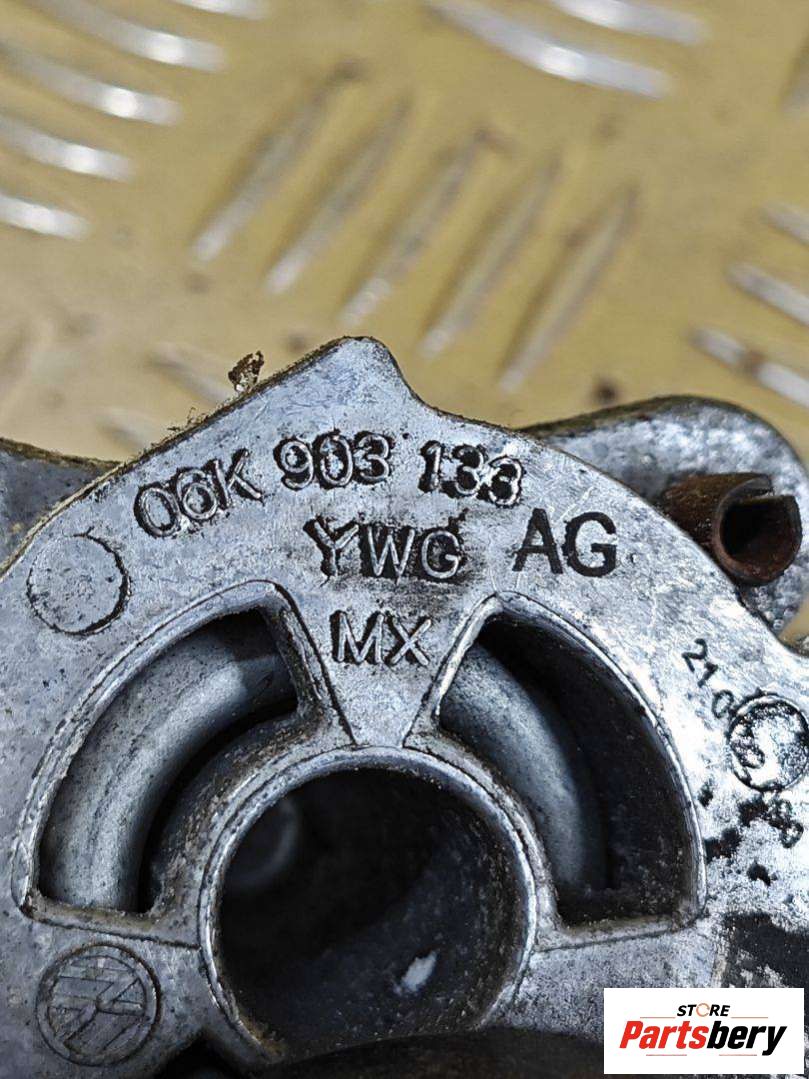 06K 903 133
YWG AG
MX
STORE
Partsbery